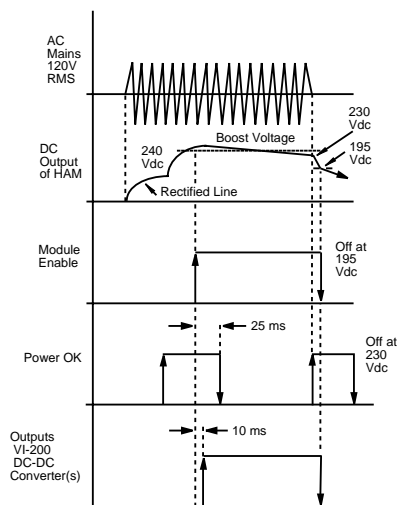 AC
Mains
120V
RMS
Boost Voltage
230
Vdc
195
Vdc
DC
Output
of HAM
240
Vdc
Rectified Line
Module
Enable
Off at
195
Vdc
25 ms
Power OK
Off at
230
Vdc
Outputs
VI-200
DC-DC
Converter(s)
10 ms